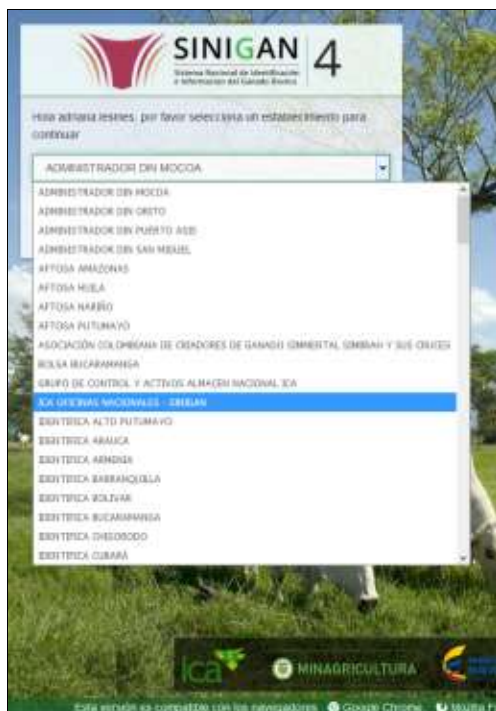 SINIGAN 4
Sistema Nacional de Identificación
e Información del Ganado Bovino
Hola adriana lesmes, por favor selecciona un establecimiento para
continuar
ADMINISTRADOR DIN MOCOA
ADMINISTRADOR DIN MOCOA
ADMINISTRADOR DIN ORITO
ADMINISTRADOR DIN PUERTO ASIS
ADMINISTRADOR DIN SAN MIGUEL
AFTOSA AMAZONAS
AFTOSA HUILA
AFTOSA NARIÑO
AFTOSA PUTUMAYO
ASOCIACIÓN COLOMBIANA DE CRIADORES DE GANADO SIMMENTAL SIMBRAH Y SUS CRUCES
BOLSA BUCARAMANGA
GRUPO DE CONTROL Y ACTIVOS ALMACEN NACIONAL ICA
ICA OFICINAS NACIONALES - SINIGAN
IDENTIFICA ALTO PUTUMAYO
IDENTIFICA ARAUCA
IDENTIFICA ARMENIA
IDENTIFICA BARRANQUILLA
IDENTIFICA BOLIVAR
IDENTIFICA BUCARAMANGA
IDENTIFICA CHIGORODO
IDENTIFICA CUBARÁ
ica
MINAGRICULTURA
Esta versión es compatible con los navegadores Google Chrome Mozilla